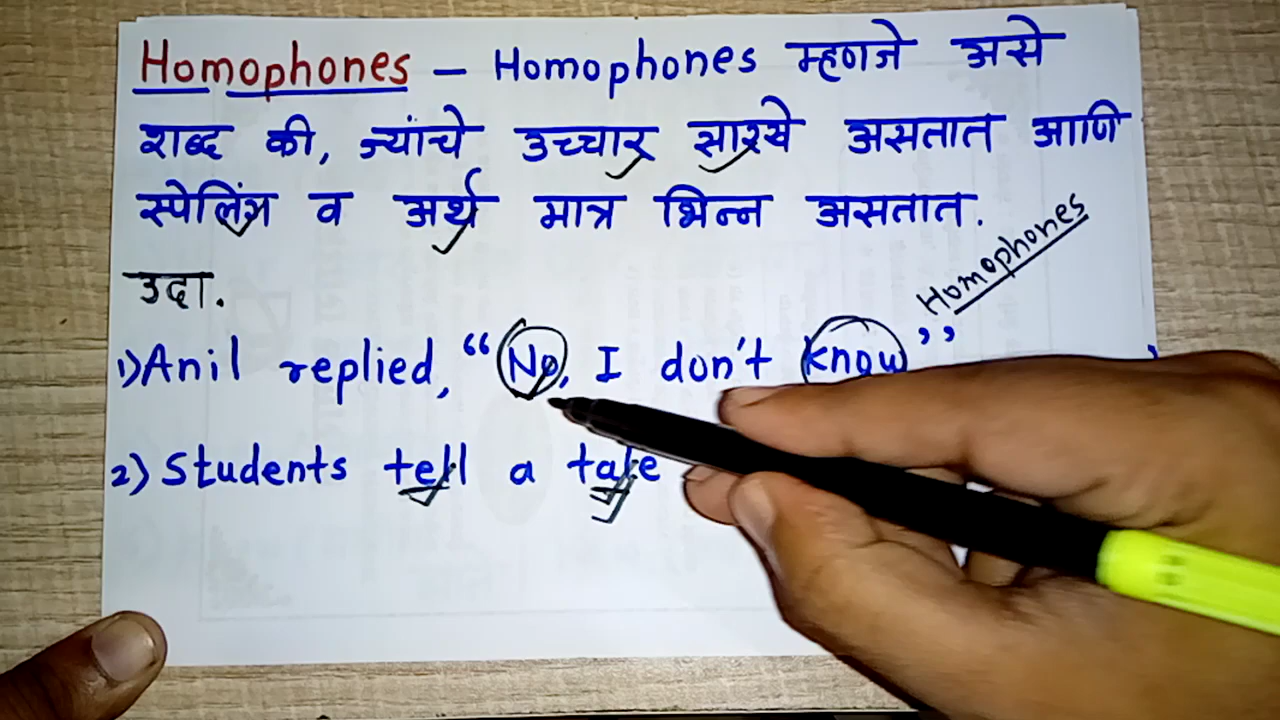 Homophones – Homophones म्हणजे असे
शब्द की, ज्यांचे उच्चार सारखे असतात आणि
स्पेलिंग व अर्थ मात्र भिन्न असतात.
उदा.
Homophones
1) Anil replied, “No, I don't know”
2) Students tell a tale